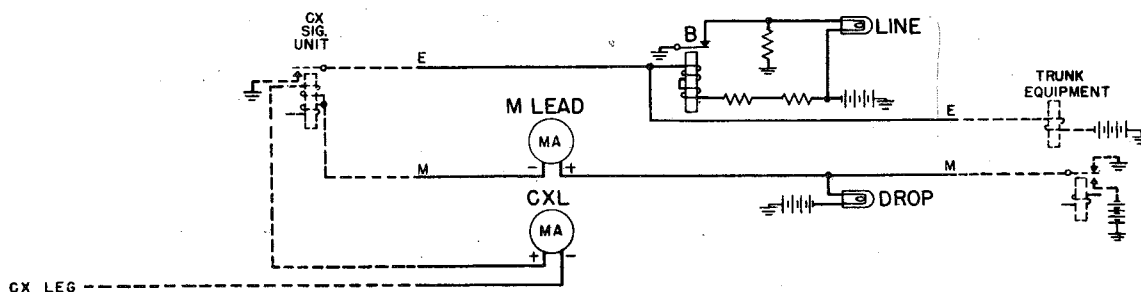 CX
SIG.
UNIT
B
LINE
E
TRUNK
EQUIPMENT
M LEAD
E
MA
- +
M
M
CXL
DROP
MA
+ -
CX LEG